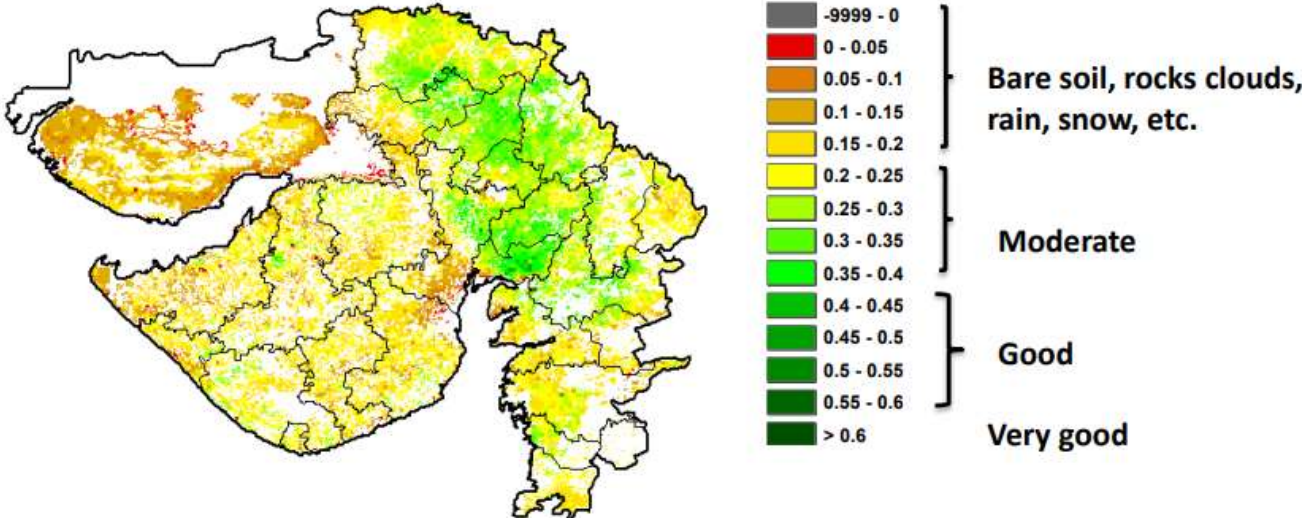 -9999 - 0
0 - 0.05
0.05 - 0.1
0.1 - 0.15
0.15 - 0.2
Bare soil, rocks clouds,
rain, snow, etc.
0.2 - 0.25
0.25 - 0.3
0.3 - 0.35
0.35 - 0.4
Moderate
0.4 - 0.45
0.45 - 0.5
0.5 - 0.55
0.55 - 0.6
Good
> 0.6
Very good